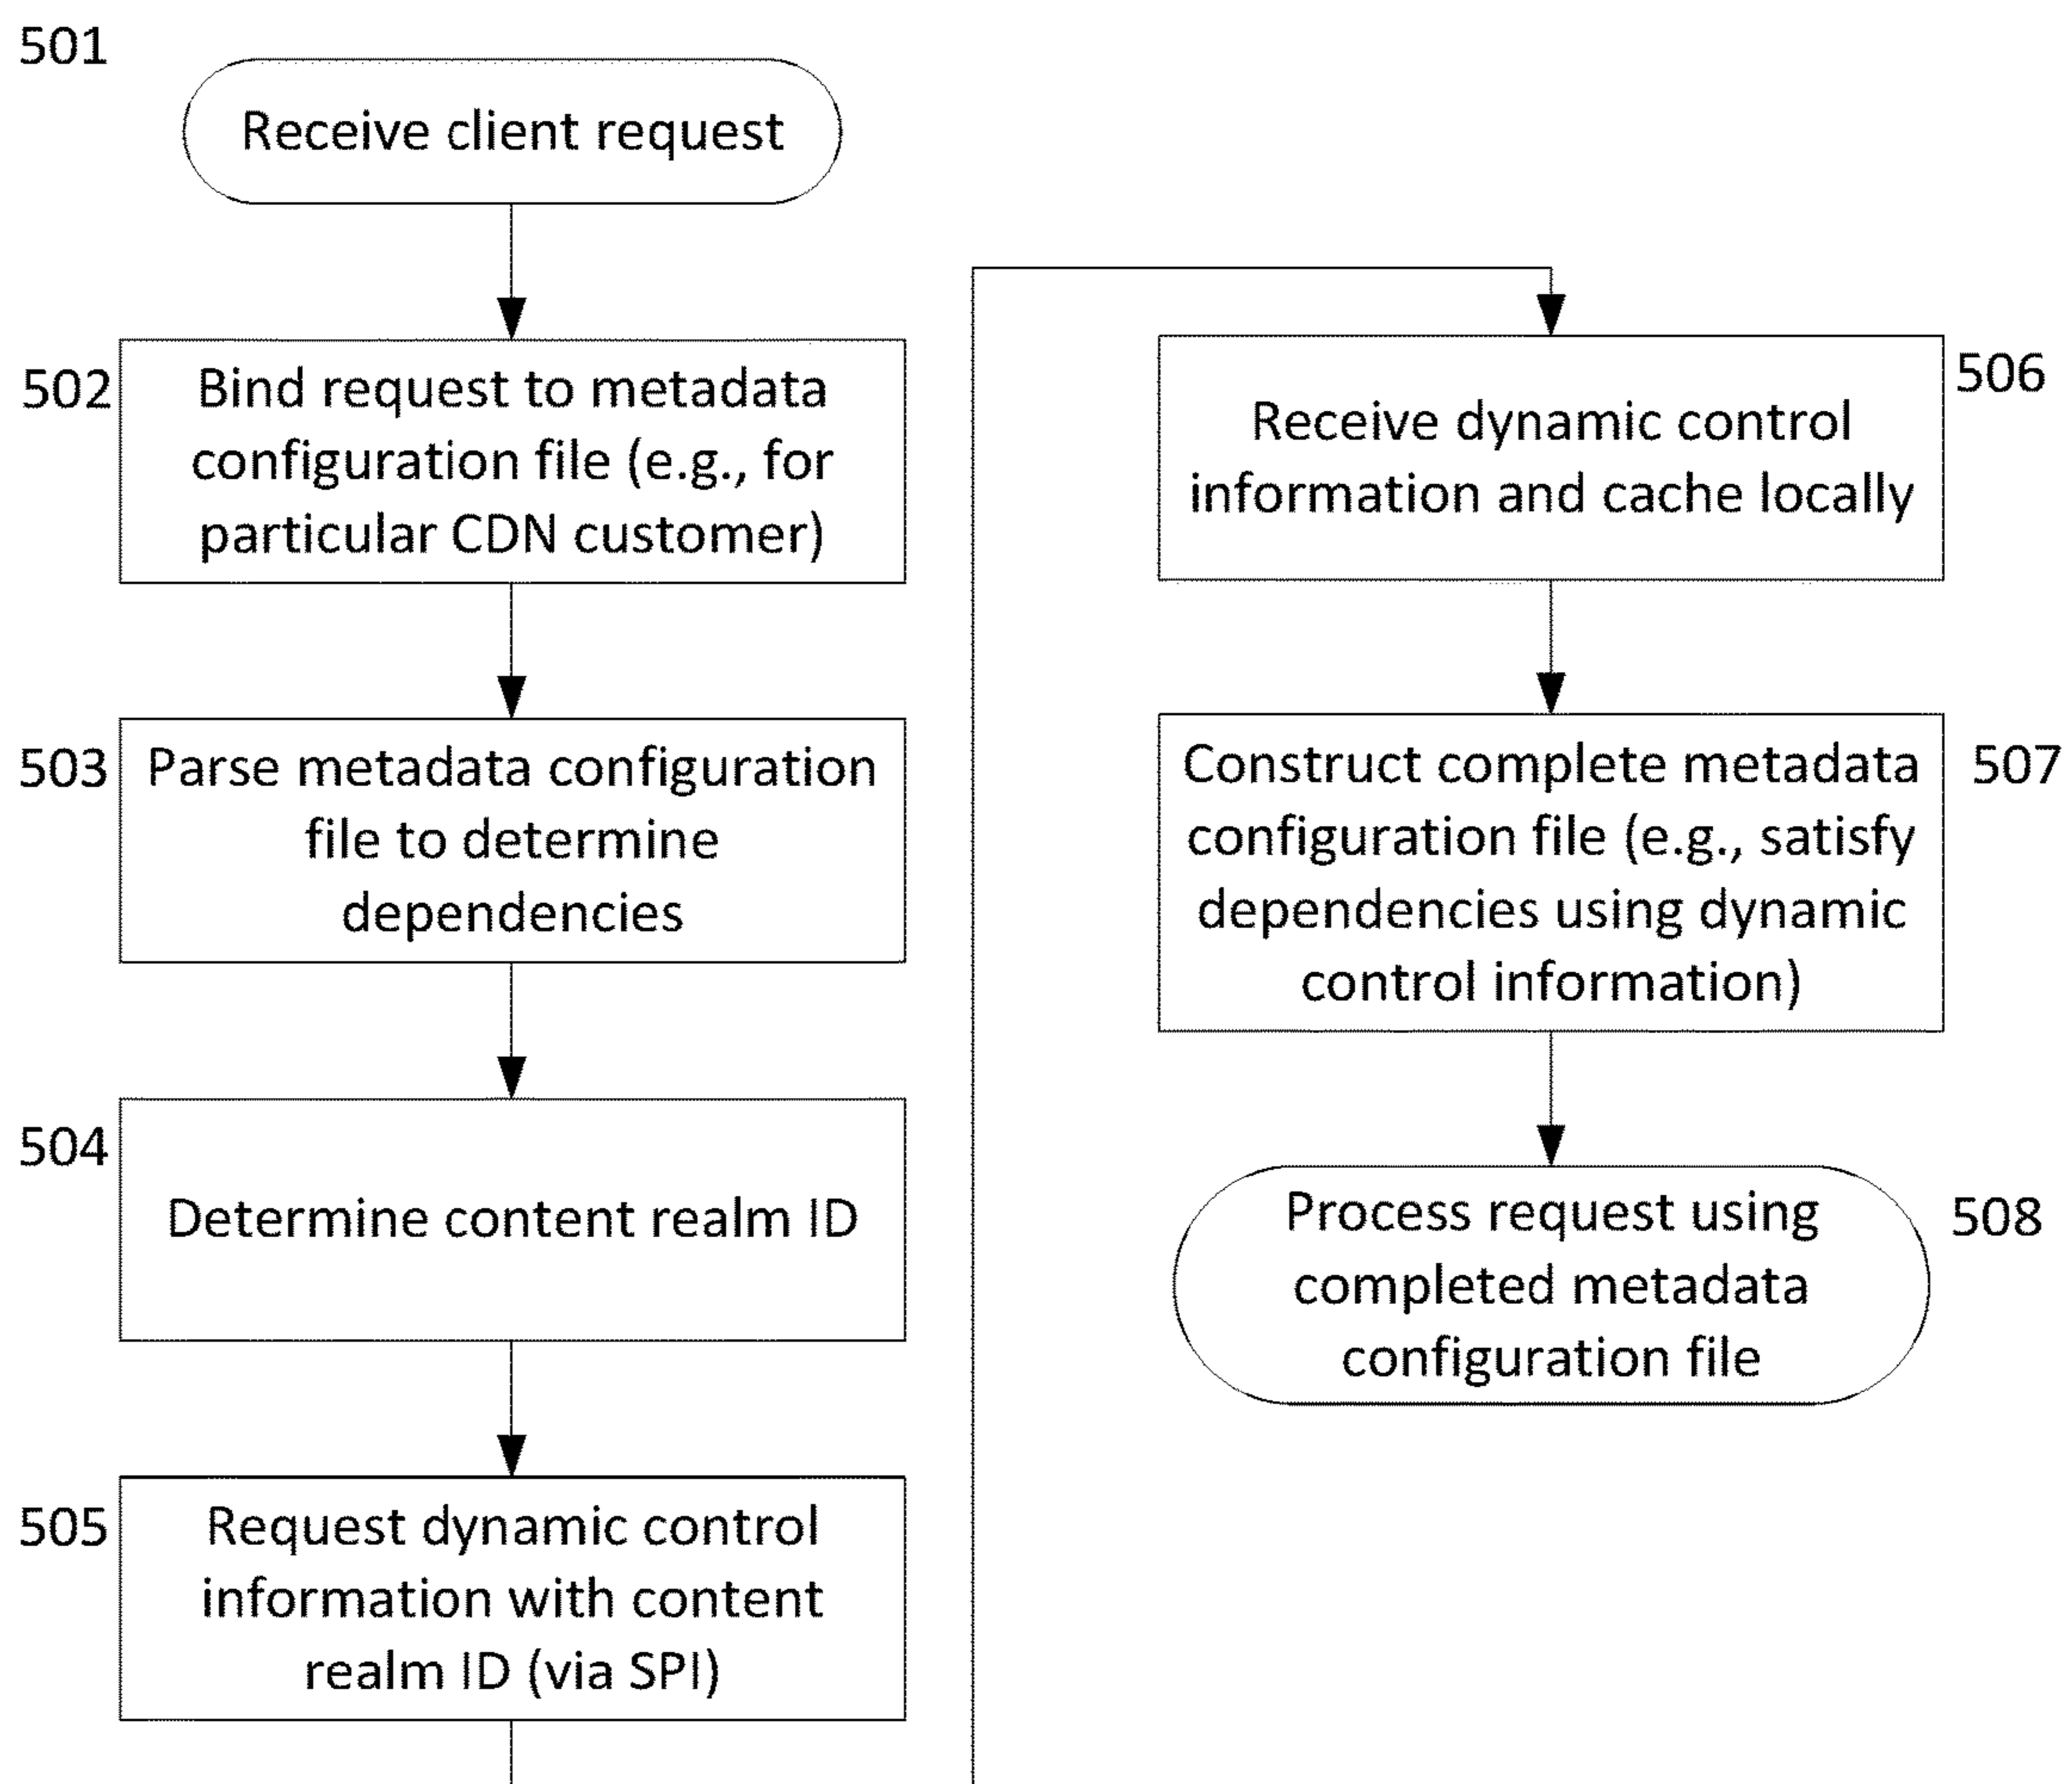 501
Receive client request
502
Bind request to metadata
configuration file (e.g., for
particular CDN customer)
503
Parse metadata configuration
file to determine
dependencies
504
Determine content realm ID
505
Request dynamic control
information with content
realm ID (via SPI)
506
Receive dynamic control
information and cache locally
507
Construct complete metadata
configuration file (e.g., satisfy
dependencies using dynamic
control information)
508
Process request using
completed metadata
configuration file